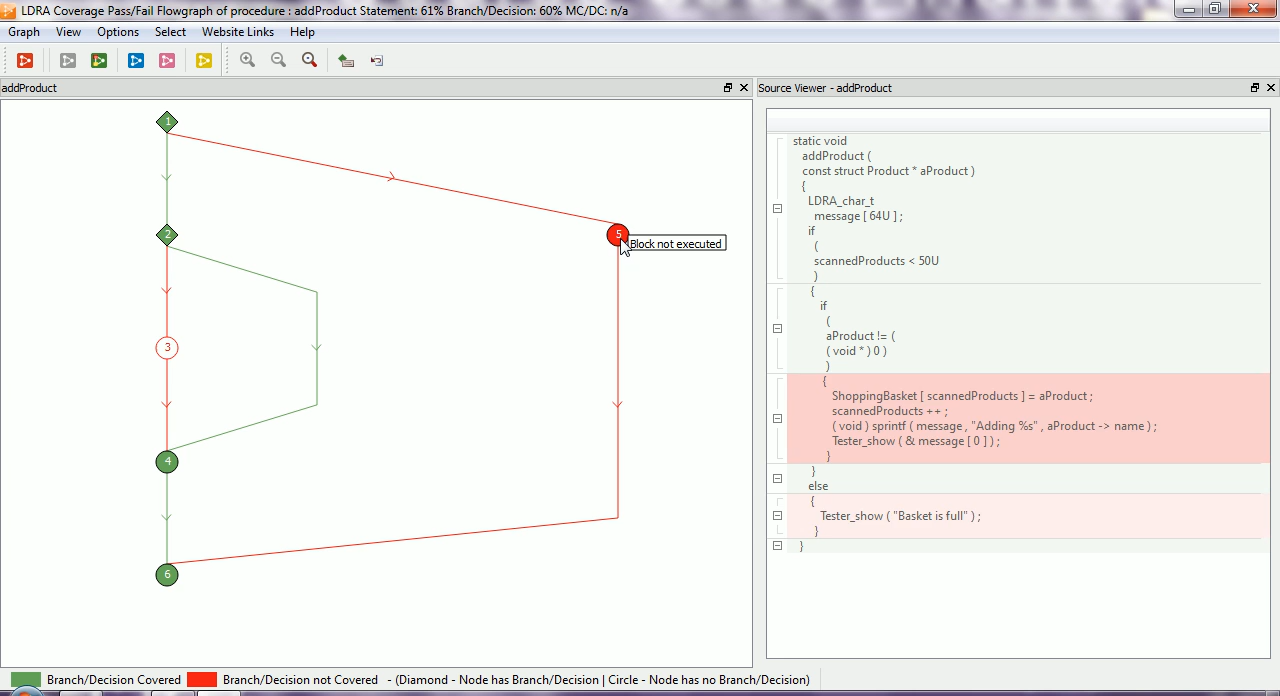 LDRA Coverage Pass/Fail Flowgraph of procedure : addProduct Statement: 61% Branch/Decision: 60% MC/DC: n/a
Graph View Options Select Website Links Help
addProduct
Source Viewer - addProduct
1
2
3
4
5
6
Block not executed
static void
addProduct (
const struct Product * aProduct )
{
LDRA_char_t
message [ 64U ] ;
if
(
scannedProducts < 50U
)
{
if
(
aProduct != (
( void * ) 0 )
)
{
ShoppingBasket [ scannedProducts ] = aProduct ;
scannedProducts ++ ;
( void ) sprintf ( message , "Adding %s" , aProduct -> name ) ;
Tester_show ( & message [ 0 ] ) ;
}
}
else
{
Tester_show ( "Basket is full" ) ;
}
}
Branch/Decision Covered Branch/Decision not Covered - (Diamond - Node has Branch/Decision | Circle - Node has no Branch/Decision)